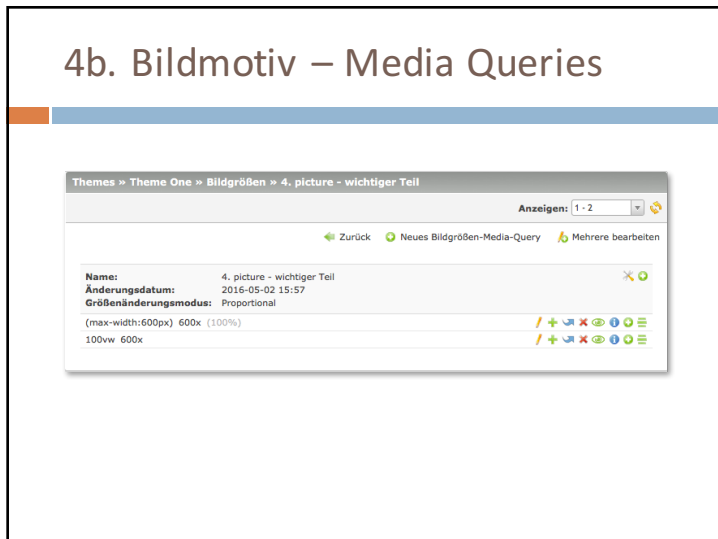 4b. Bildmotiv – Media Queries
Themes » Theme One » Bildgrößen » 4. picture - wichtiger Teil
Anzeigen: 1 - 2
Zurück Neues Bildgrößen-Media-Query Mehrere bearbeiten
Name: 4. picture - wichtiger Teil
Änderungsdatum: 2016-05-02 15:57
Größenänderungsmodus: Proportional
(max-width:600px) 600x (100%)
100vw 600x